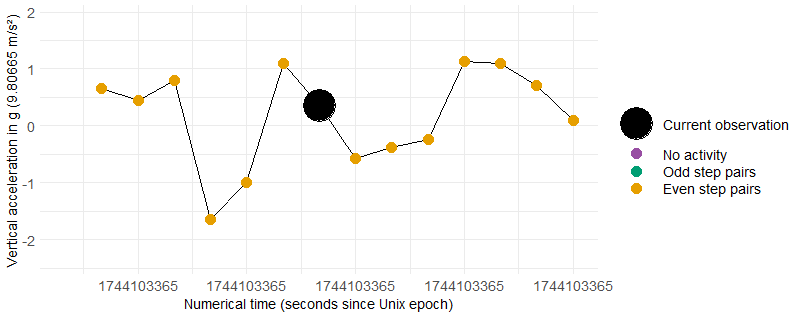 Vertical acceleration in g (9.80665 m/s²)
2
1
0
-1
-2
1744103365 1744103365 1744103365 1744103365 1744103365
Numerical time (seconds since Unix epoch)
Current observation
No activity
Odd step pairs
Even step pairs